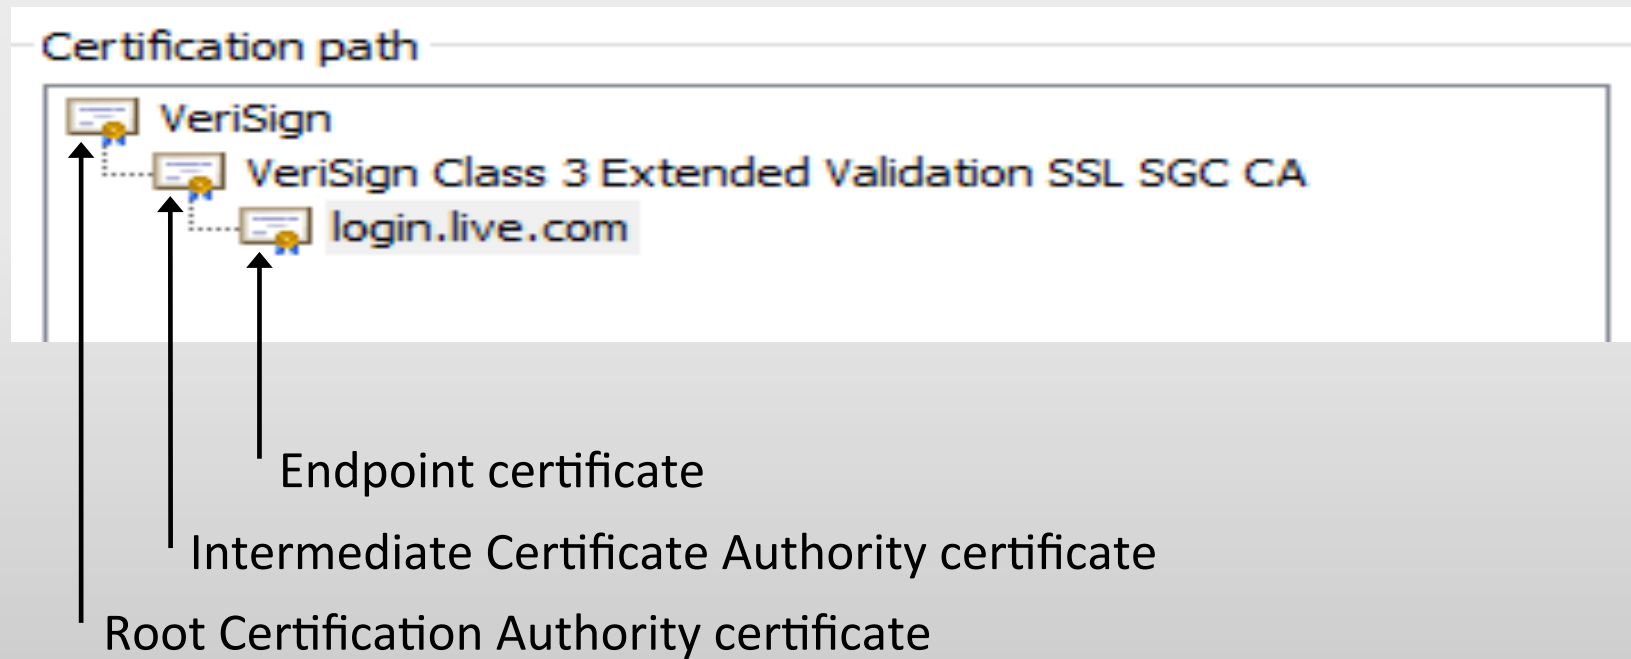 Certification path
VeriSign
VeriSign Class 3 Extended Validation SSL SGC CA
login.live.com
Endpoint certificate
Intermediate Certificate Authority certificate
Root Certification Authority certificate